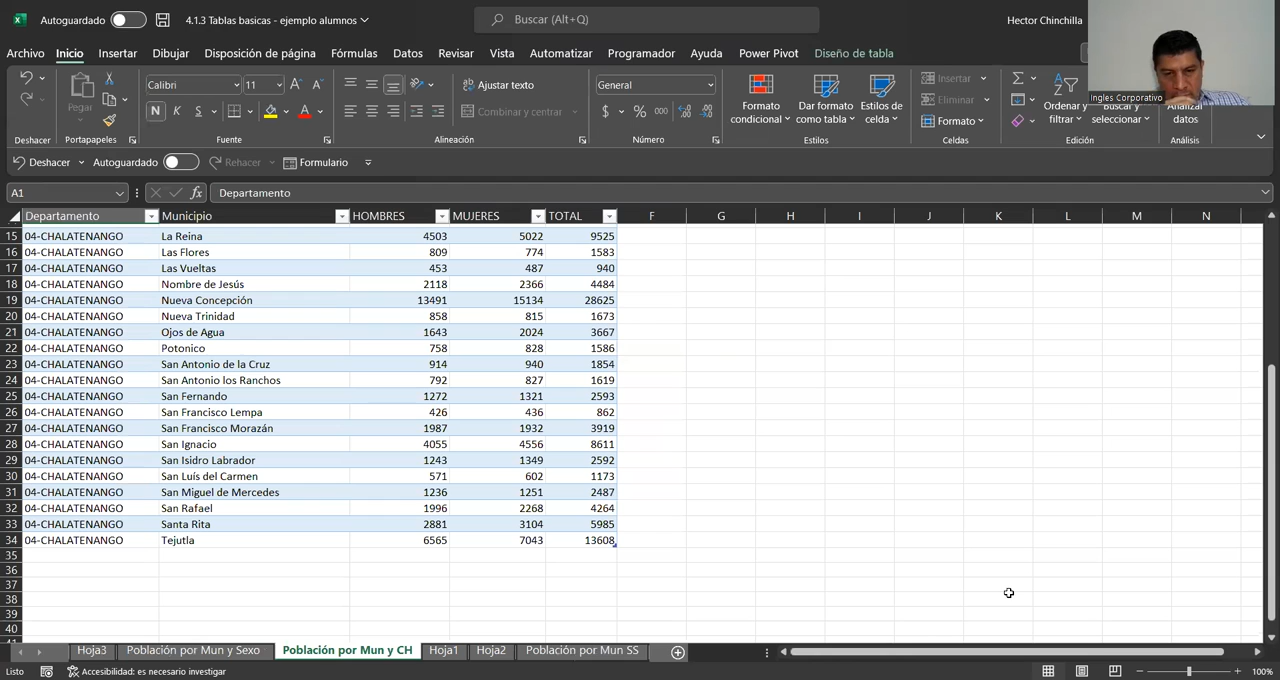 Autoguardado 4.1.3 Tablas basicas - ejemplo alumnos Buscar (Alt+Q) Hector Chinchilla
Archivo Inicio Insertar Dibujar Disposición de página Fórmulas Datos Revisar Vista Automatizar Programador Ayuda Power Pivot Diseño de tabla
Pegar Calibri 11 Ajustar texto General Formato condicional Dar formato como tabla Estilos de celda Insertar Ordenar y filtrar Buscar y seleccionar Analizar datos
N K S Combinar y centrar $ % 000 Eliminar
Formato
Deshacer Portapapeles Fuente Alineación Número Estilos Celdas Edición Análisis
Ingles Corporativo
Deshacer Autoguardado Rehacer Formulario
A1 fx Departamento
Departamento Municipio HOMBRES MUJERES TOTAL F G H I J K L M N
15 04-CHALATENANGO La Reina 4503 5022 9525
16 04-CHALATENANGO Las Flores 809 774 1583
17 04-CHALATENANGO Las Vueltas 453 487 940
18 04-CHALATENANGO Nombre de Jesús 2118 2366 4484
19 04-CHALATENANGO Nueva Concepción 13491 15134 28625
20 04-CHALATENANGO Nueva Trinidad 858 815 1673
21 04-CHALATENANGO Ojos de Agua 1643 2024 3667
22 04-CHALATENANGO Potonico 758 828 1586
23 04-CHALATENANGO San Antonio de la Cruz 914 940 1854
24 04-CHALATENANGO San Antonio los Ranchos 792 827 1619
25 04-CHALATENANGO San Fernando 1272 1321 2593
26 04-CHALATENANGO San Francisco Lempa 426 436 862
27 04-CHALATENANGO San Francisco Morazán 1987 1932 3919
28 04-CHALATENANGO San Ignacio 4055 4556 8611
29 04-CHALATENANGO San Isidro Labrador 1243 1349 2592
30 04-CHALATENANGO San Luís del Carmen 571 602 1173
31 04-CHALATENANGO San Miguel de Mercedes 1236 1251 2487
32 04-CHALATENANGO San Rafael 1996 2268 4264
33 04-CHALATENANGO Santa Rita 2881 3104 5985
34 04-CHALATENANGO Tejutla 6565 7043 13608
35
36
37
38
39
40
41
Hoja3 Población por Mun y Sexo Población por Mun y CH Hoja1 Hoja2 Población por Mun SS
Listo Accesibilidad: es necesario investigar 100%